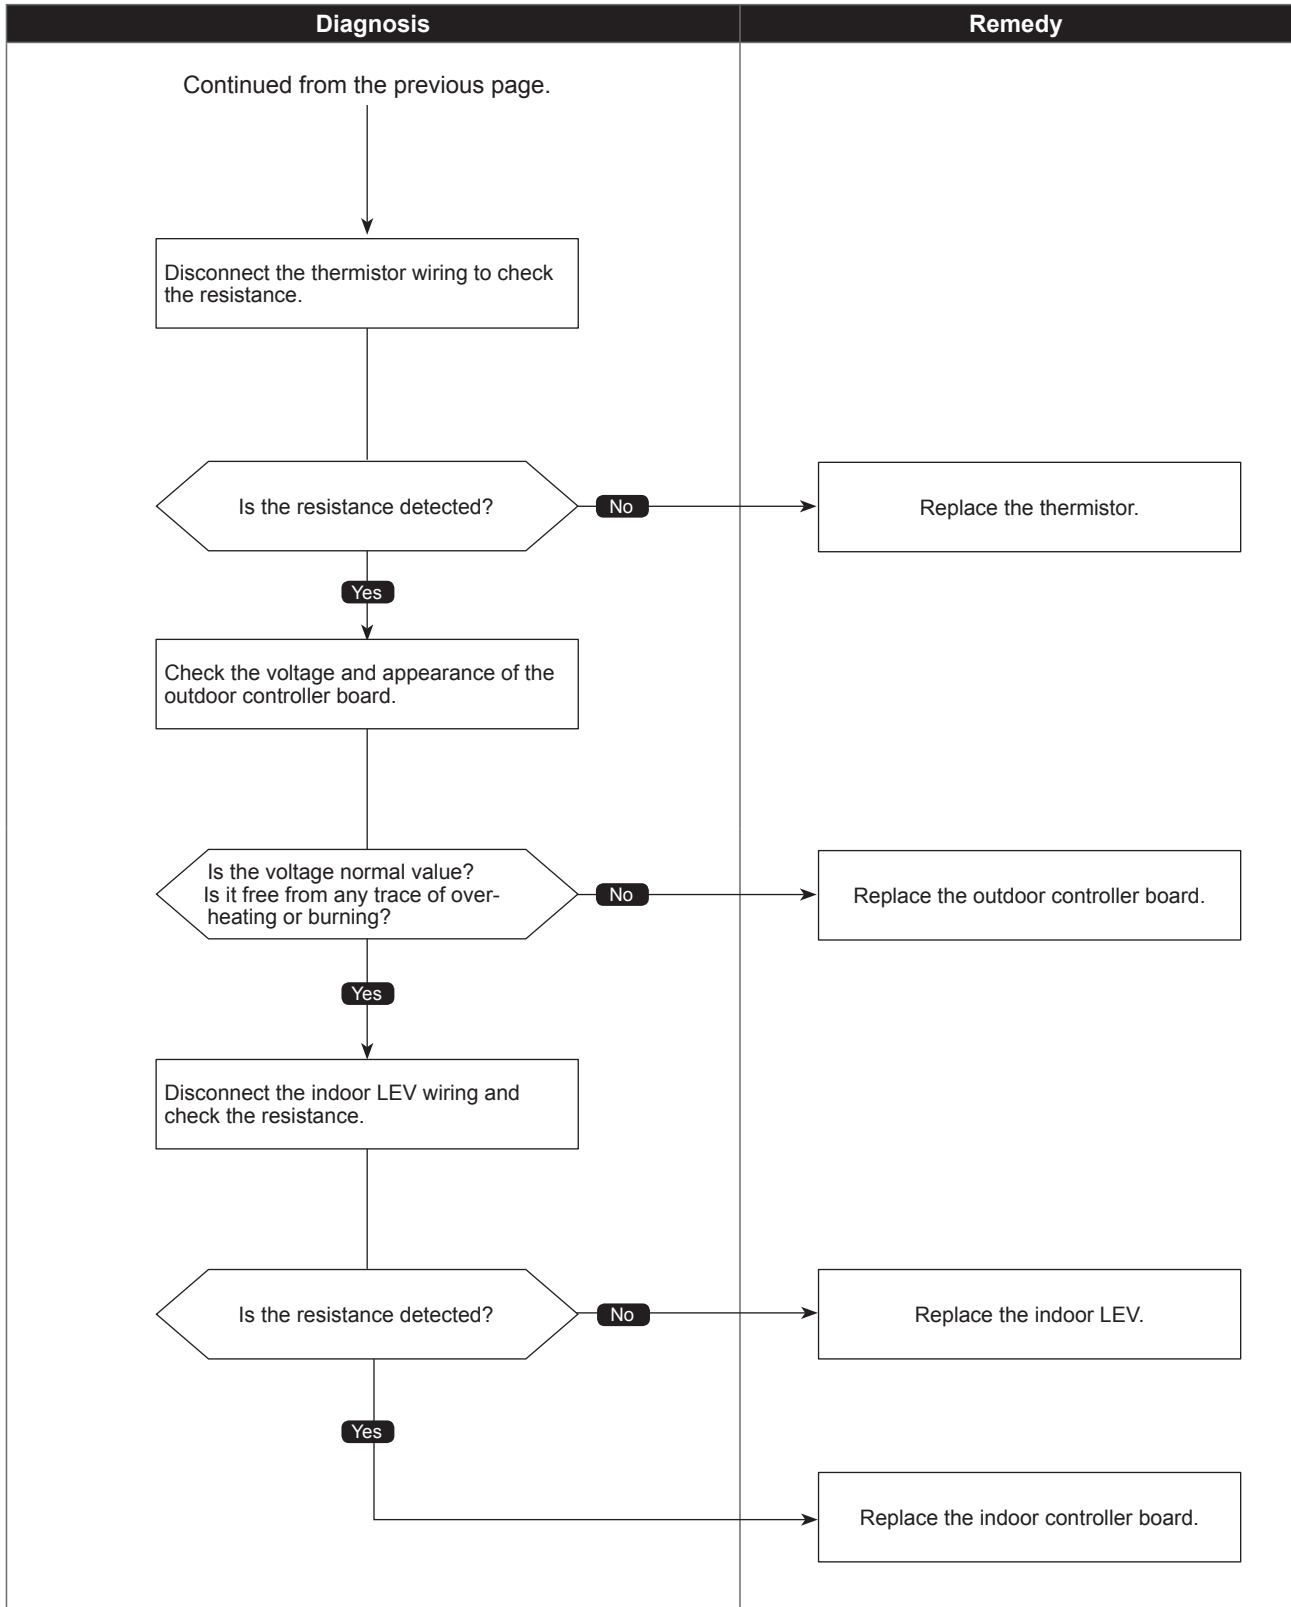 Diagnosis
Remedy
Continued from the previous page.
Disconnect the thermistor wiring to check
the resistance.
Is the resistance detected?
No
Replace the thermistor.
Yes
Check the voltage and appearance of the
outdoor controller board.
Is the voltage normal value?
Is it free from any trace of over-
heating or burning?
No
Replace the outdoor controller board.
Yes
Disconnect the indoor LEV wiring and
check the resistance.
Is the resistance detected?
No
Replace the indoor LEV.
Yes
Replace the indoor controller board.